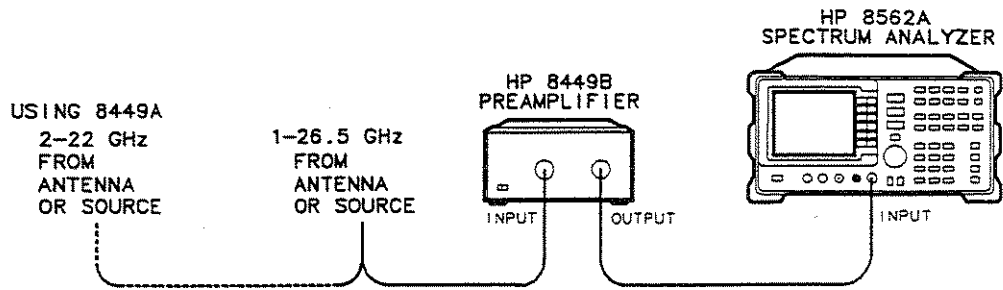 HP 8562A
SPECTRUM ANALYZER
HP 8449B
PREAMPLIFIER
USING 8449A
2-22 GHz
FROM
ANTENNA
OR SOURCE
1-26.5 GHz
FROM
ANTENNA
OR SOURCE
INPUT
OUTPUT
INPUT